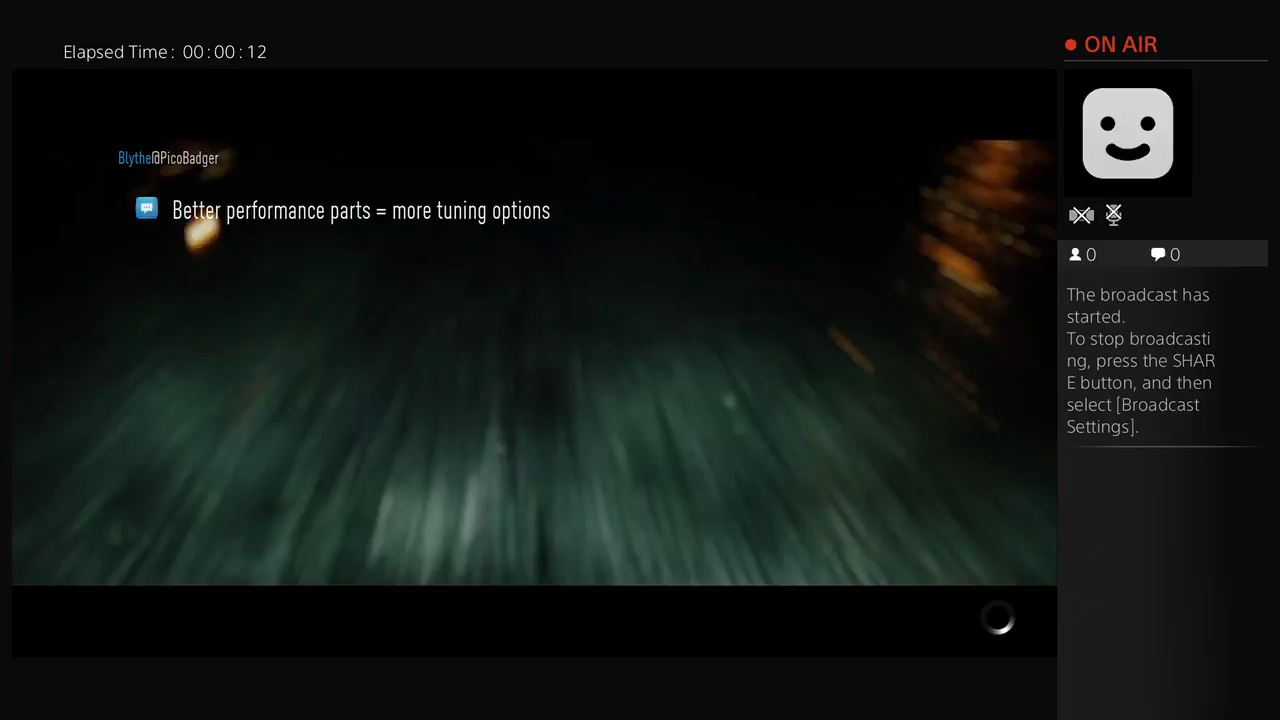 Elapsed Time: 00:00:12
ON AIR
Blythe@PicoBadger
Better performance parts = more tuning options
0 0
The broadcast has
started.
To stop broadcasti
ng, press the SHAR
E button, and then
select [Broadcast
Settings].